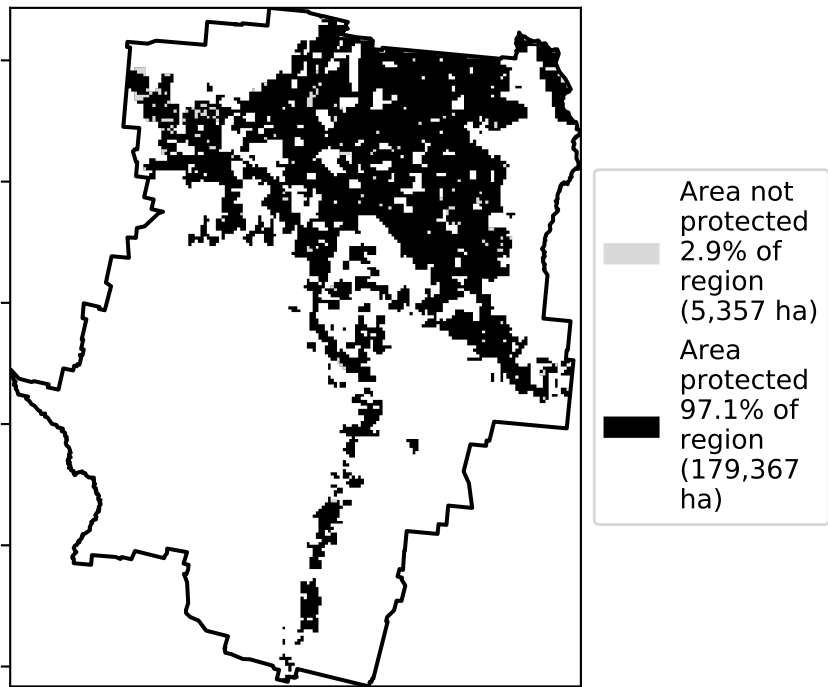 Area not
protected
2.9% of
region
(5,357 ha)
Area
protected
97.1% of
region
(179,367
ha)